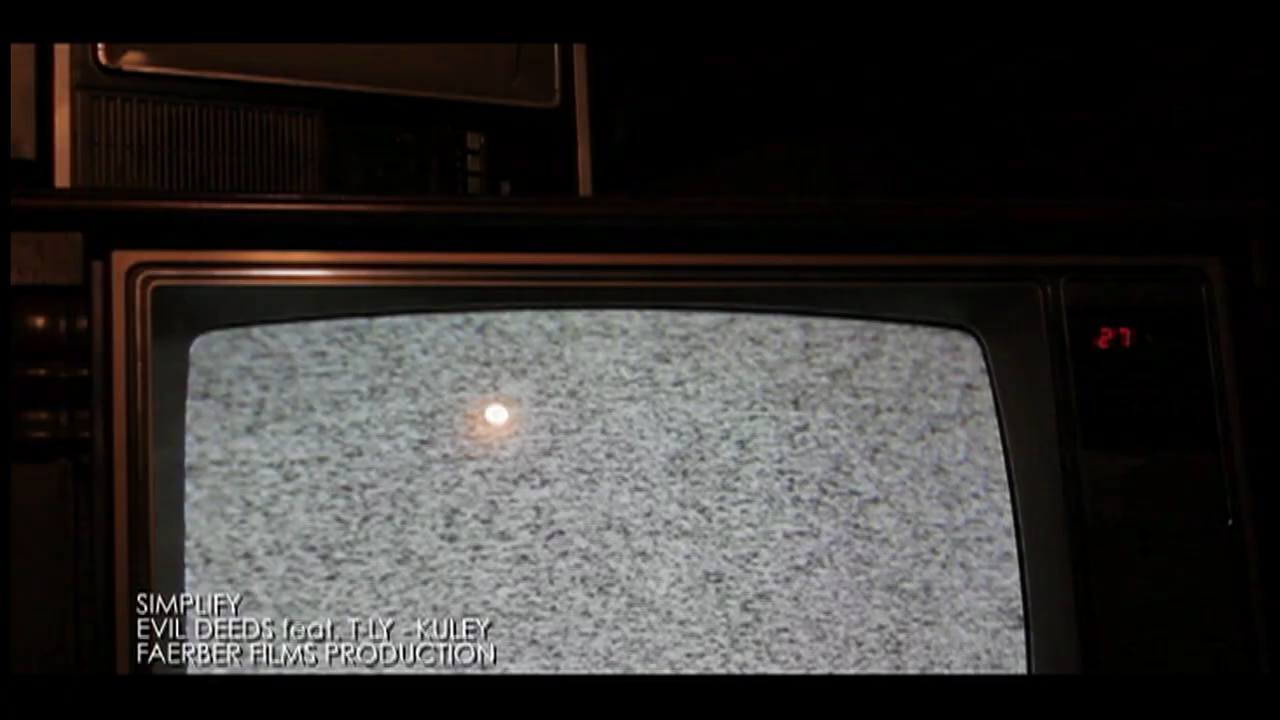 27
SIMPLIFY
EVIL DEEDS feat. T-LY - KULEY
FAERBER FILMS PRODUCTION